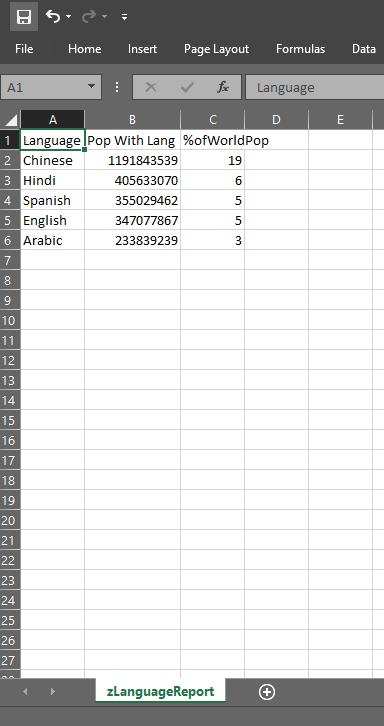 File Home Insert Page Layout Formulas Data
A1 Language
A B C D E
1 Language Pop With Lang %ofWorldPop
2 Chinese 1191843539 19
3 Hindi 405633070 6
4 Spanish 355029462 5
5 English 347077867 5
6 Arabic 233839239 3
7
8
9
10
11
12
13
14
15
16
17
18
19
20
21
22
23
24
25
26
27
zLanguageReport